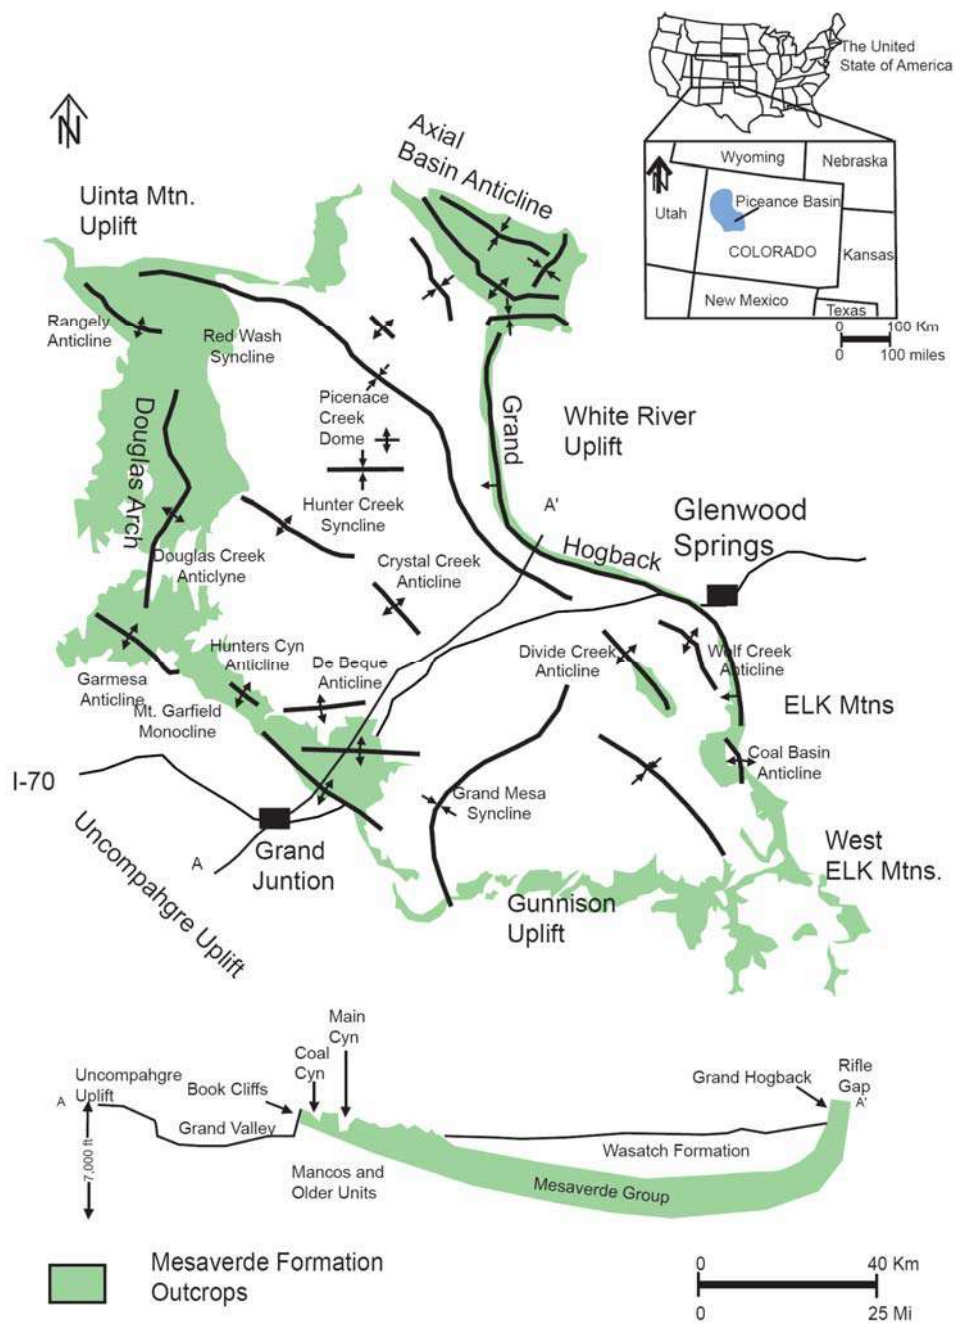 The United
State of America
N
Wyoming
Nebraska
Utah
Piceance Basin
COLORADO
Kansas
New Mexico
Texas
0 100 Km
0 100 miles
N
Axial
Basin Anticline
Uinta Mtn.
Uplift
Rangely
Anticline
Red Wash
Syncline
Picenace
Creek
Dome
Grand
White River
Uplift
Douglas Arch
Hunter Creek
Syncline
A'
Hogback
Glenwood
Springs
Douglas Creek
Anticlyne
Crystal Creek
Anticline
Hunters Cyn
Anticline
De Beque
Anticline
Divide Creek
Anticline
Wolf Creek
Anticline
Garmesa
Anticline
Mt. Garfield
Monocline
ELK Mtns
Coal Basin
Anticline
I-70
Grand Mesa
Syncline
Uncompahgre Uplift
A
Grand
Juntion
West
ELK Mtns.
Gunnison
Uplift
Main
Cyn
Coal
Cyn
Uncompahgre
Uplift
A
Book Cliffs
Grand Hogback
Rifle
Gap
A'
Grand Valley
Wasatch Formation
7,000 ft
Mancos and
Older Units
Mesaverde Group
Mesaverde Formation
Outcrops
0 40 Km
0 25 Mi